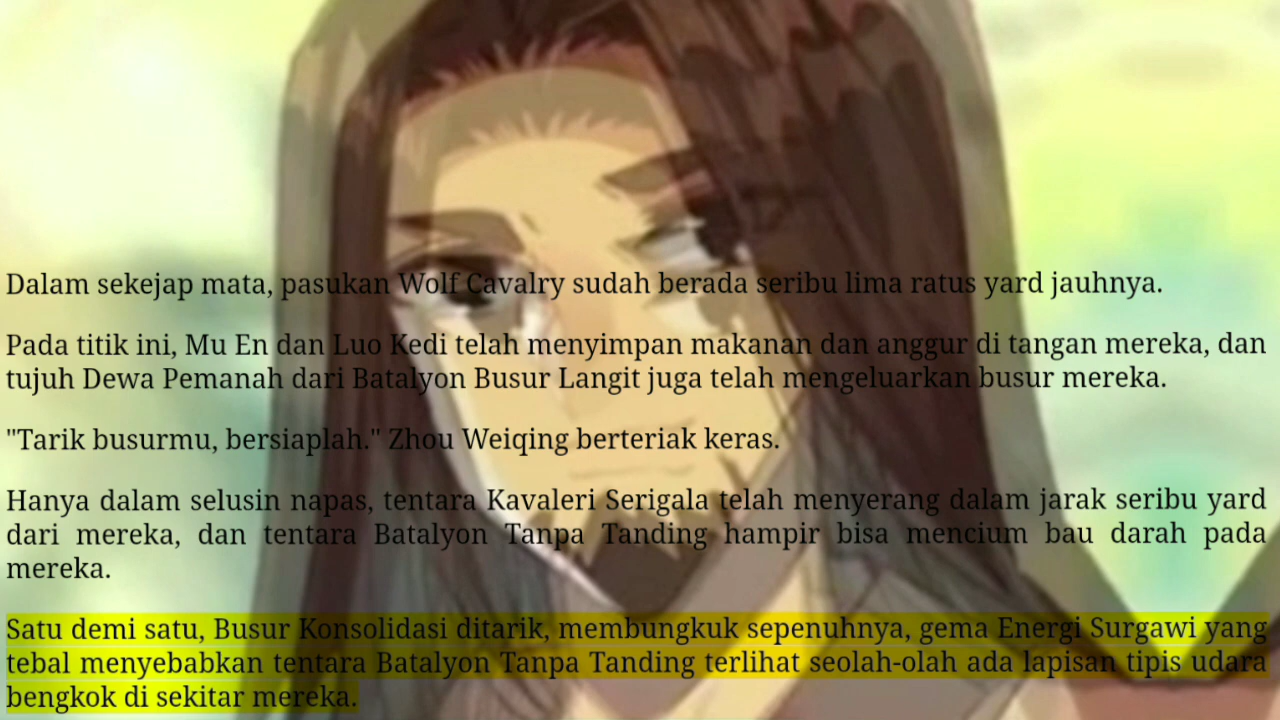 Dalam sekejap mata, pasukan Wolf Cavalry sudah berada seribu lima ratus yard jauhnya.
Pada titik ini, Mu En dan Luo Kedi telah menyimpan makanan dan anggur di tangan mereka, dan
tujuh Dewa Pemanah dari Batalyon Busur Langit juga telah mengeluarkan busur mereka.
"Tarik busurmu, bersiaplah." Zhou Weiqing berteriak keras.
Hanya dalam selusin napas, tentara Kavaleri Serigala telah menyerang dalam jarak seribu yard
dari mereka, dan tentara Batalyon Tanpa Tanding hampir bisa mencium bau darah pada
mereka.
Satu demi satu, Busur Konsolidasi ditarik, membungkuk sepenuhnya, gema Energi Surgawi yang
tebal menyebabkan tentara Batalyon Tanpa Tanding terlihat seolah-olah ada lapisan tipis udara
bengkok di sekitar mereka.